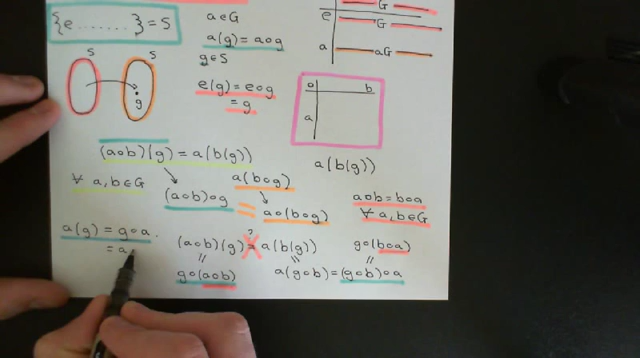 {e .......} = S
a∈G
a(g) = a∘g
g∈S
S
S
g
e(g) = e∘g
= g
e
G
G
a
aG
∘
b
a
(a∘b)(g) = a(b(g))
a(b(g))
∀ a,b∈G
a(b∘g)
(a∘b)∘g = a∘(b∘g)
a∘b = b∘a
∀ a,b∈G
a(g) = g∘a.
= a
(a∘b)(g) ?= a(b(g))
g∘(b∘a)
=
=
=
g∘(a∘b)
a(g∘b) = (g∘b)∘a